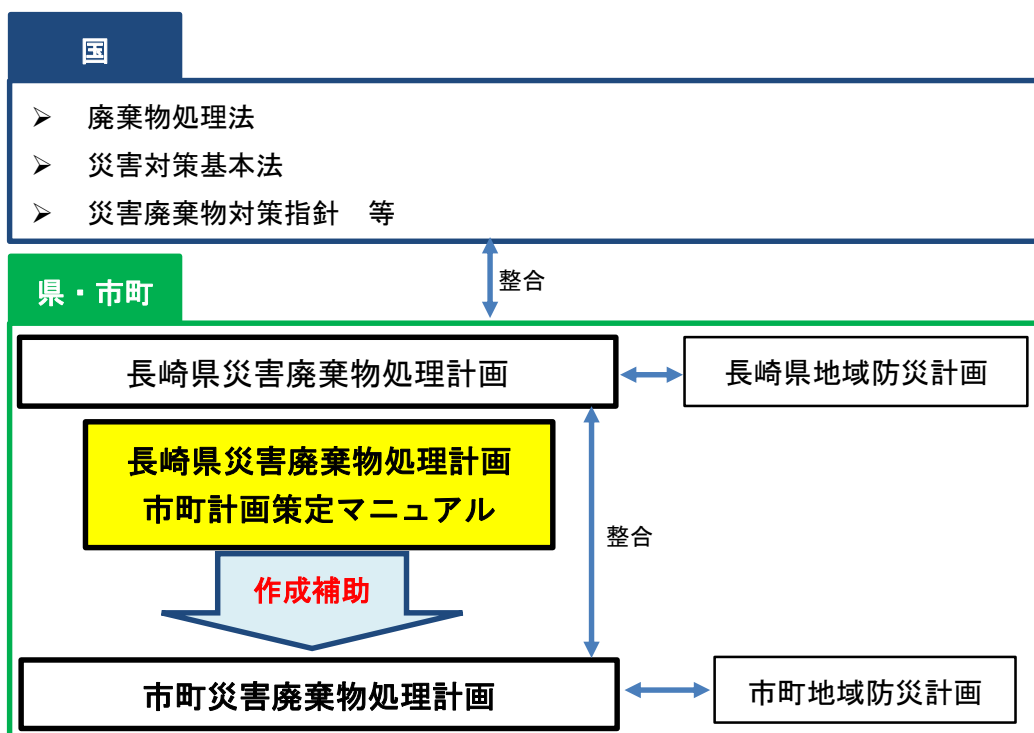 国
➢ 廃棄物処理法
➢ 災害対策基本法
➢ 災害廃棄物対策指針　等
整合
県・市町
長崎県災害廃棄物処理計画
長崎県地域防災計画
長崎県災害廃棄物処理計画
市町計画策定マニュアル
整合
作成補助
市町災害廃棄物処理計画
市町地域防災計画